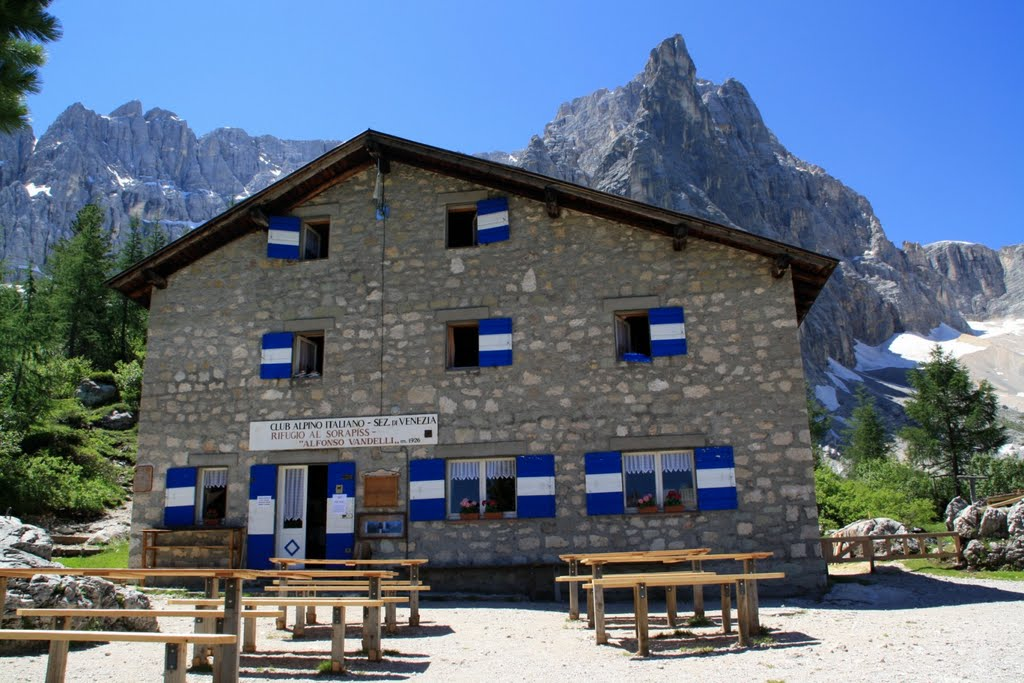 CLUB ALPINO ITALIANO - SEZ. DI VENEZIA
RIFUGIO AL SORAPISS -
"ALFONSO VANDELLI" m. 1926